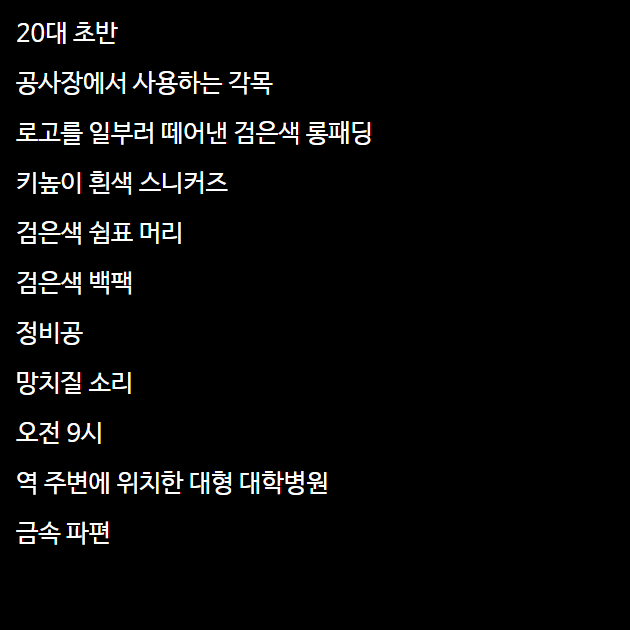 20대 초반
공사장에서 사용하는 각목
로고를 일부러 떼어낸 검은색 롱패딩
키높이 흰색 스니커즈
검은색 쉼표 머리
검은색 백팩
정비공
망치질 소리
오전 9시
역 주변에 위치한 대형 대학병원
금속 파편